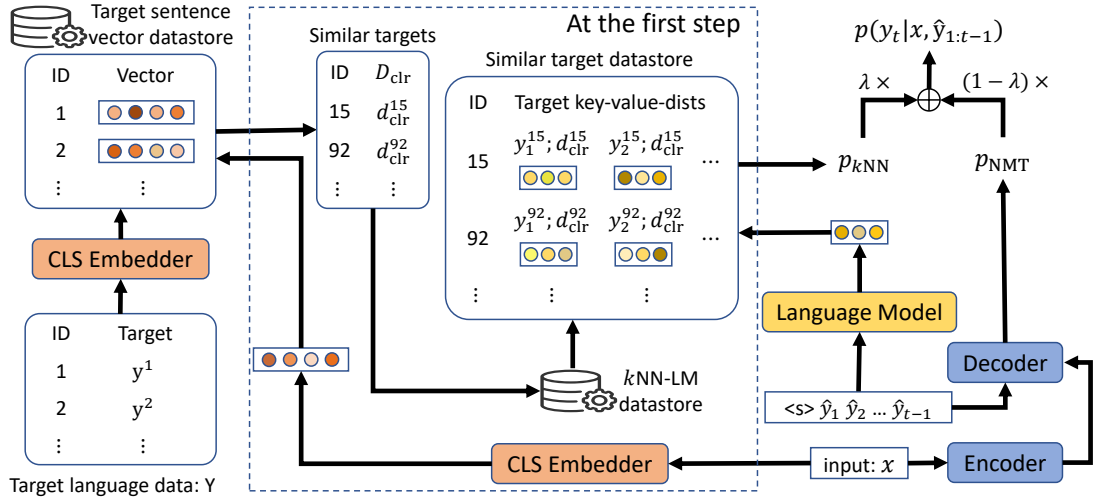 Target sentence
vector datastore
ID Vector
1
2
⋮ ⋮
CLS Embedder
ID Target
1 y¹
2 y²
⋮ ⋮
Target language data: Y
At the first step
Similar targets
ID D_clr
15 d_clr^15
92 d_clr^92
⋮ ⋮
Similar target datastore
ID Target key-value-dists
15 y_1^15; d_clr^15 y_2^15; d_clr^15 ...
92 y_1^92; d_clr^92 y_2^92; d_clr^92 ...
⋮ ⋮ ⋮
kNN-LM
datastore
CLS Embedder
p(y_t|x, ŷ_{1:t−1})
λ × (1 − λ) ×
p_kNN p_NMT
Language Model
Decoder
<s> ŷ_1 ŷ_2 … ŷ_{t−1}
input: x
Encoder